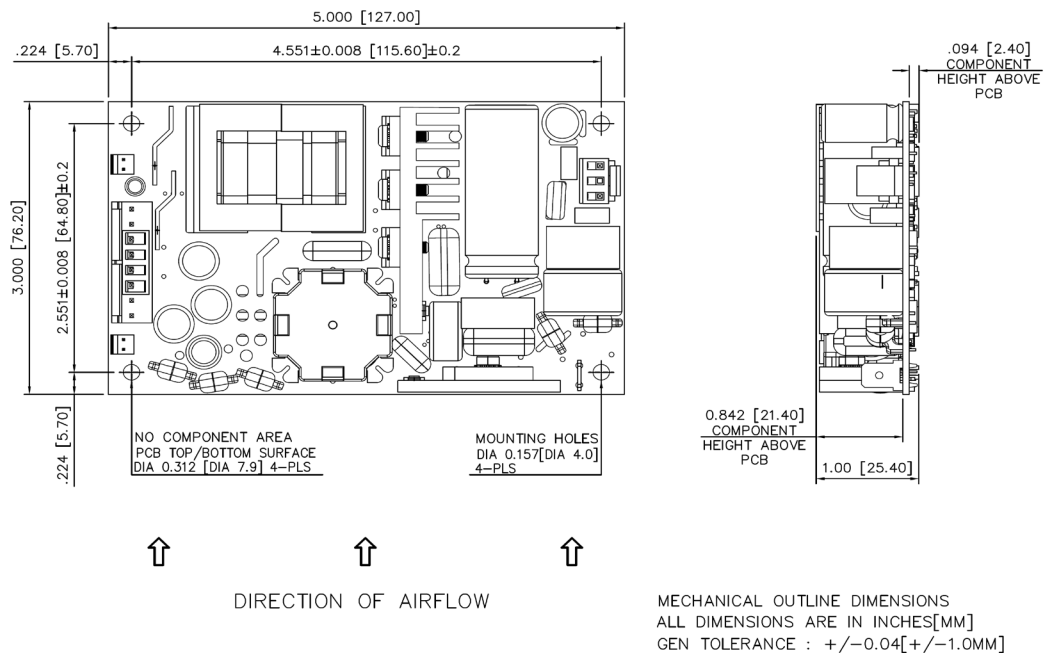 5.000 [127.00]
.224 [5.70]
4.551±0.008 [115.60]±0.2
.094 [2.40]
COMPONENT
HEIGHT ABOVE
PCB
3.000 [76.20]
2.551±0.008 [64.80]±0.2
.224 [5.70]
NO COMPONENT AREA
PCB TOP/BOTTOM SURFACE
DIA 0.312 [DIA 7.9] 4-PLS
MOUNTING HOLES
DIA 0.157[DIA 4.0]
4-PLS
0.842 [21.40]
COMPONENT
HEIGHT ABOVE
PCB
1.00 [25.40]
DIRECTION OF AIRFLOW
MECHANICAL OUTLINE DIMENSIONS
ALL DIMENSIONS ARE IN INCHES[MM]
GEN TOLERANCE : +/-0.04[+/-1.0MM]